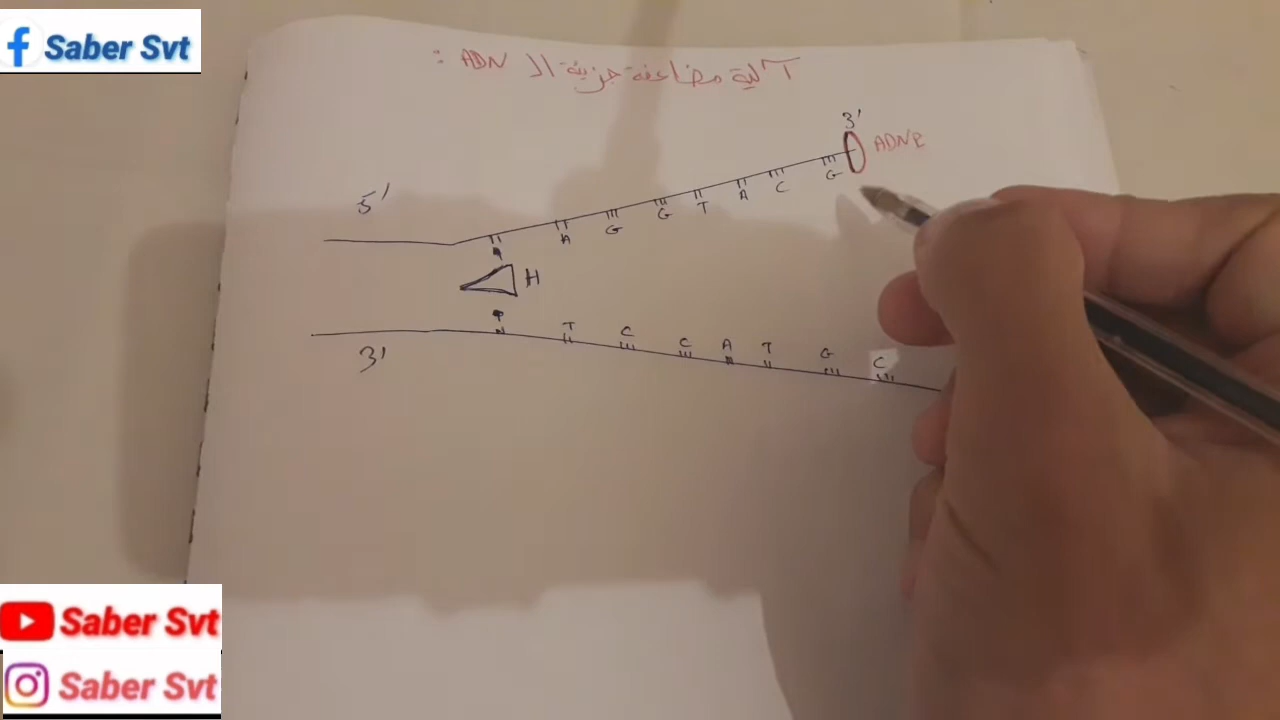 Saber Svt
آلية مضاعفة جزيئة الـ ADN :
3'
ADNP
5'
A A G G T A C G
H
T T C C A T G C
3'
Saber Svt
Saber Svt